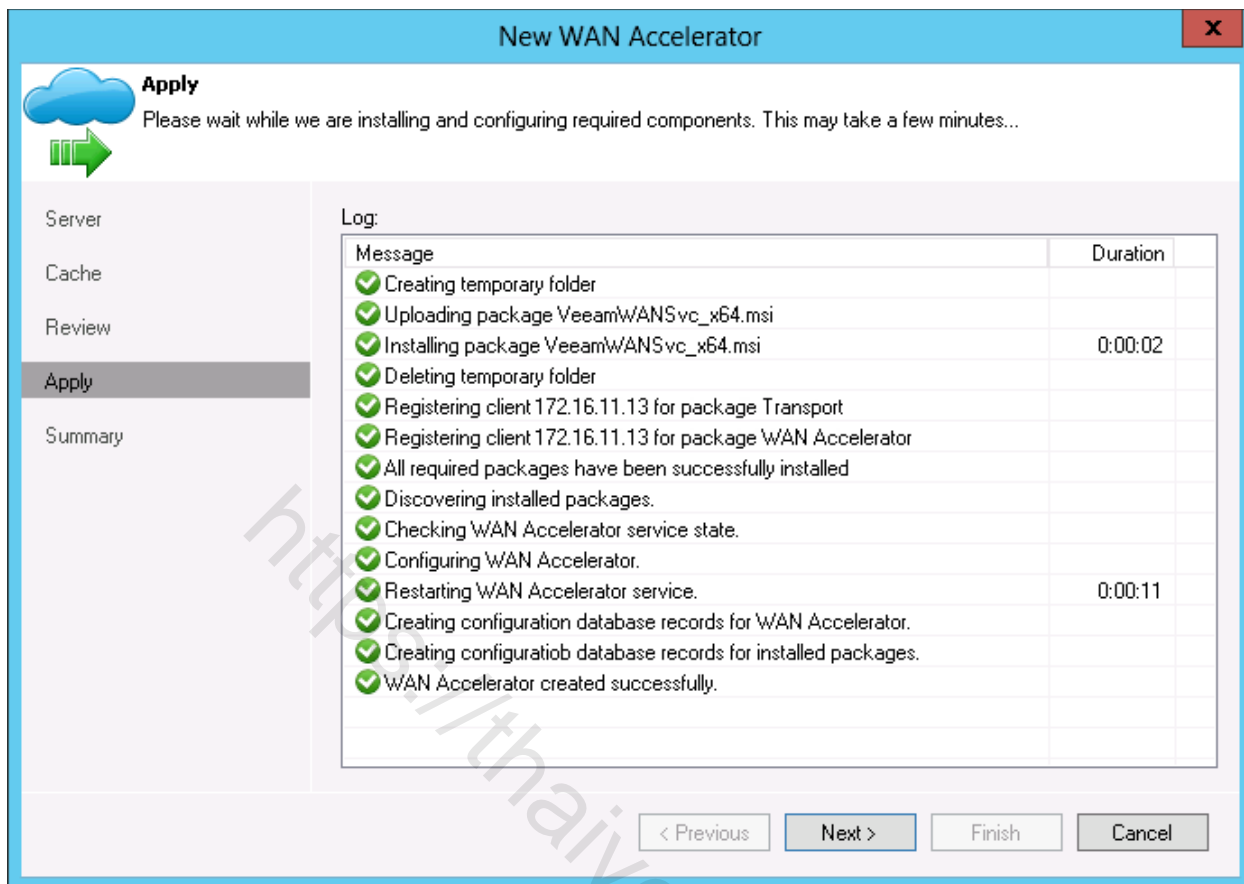 New WAN Accelerator
X
Apply
Please wait while we are installing and configuring required components. This may take a few minutes...
Server
Cache
Review
Apply
Summary
Log:
Message Duration
Creating temporary folder
Uploading package VeeamWANSvc_x64.msi
Installing package VeeamWANSvc_x64.msi 0:00:02
Deleting temporary folder
Registering client 172.16.11.13 for package Transport
Registering client 172.16.11.13 for package WAN Accelerator
All required packages have been successfully installed
Discovering installed packages.
Checking WAN Accelerator service state.
Configuring WAN Accelerator.
Restarting WAN Accelerator service. 0:00:11
Creating configuration database records for WAN Accelerator.
Creating configuratiob database records for installed packages.
WAN Accelerator created successfully.
< Previous Next > Finish Cancel